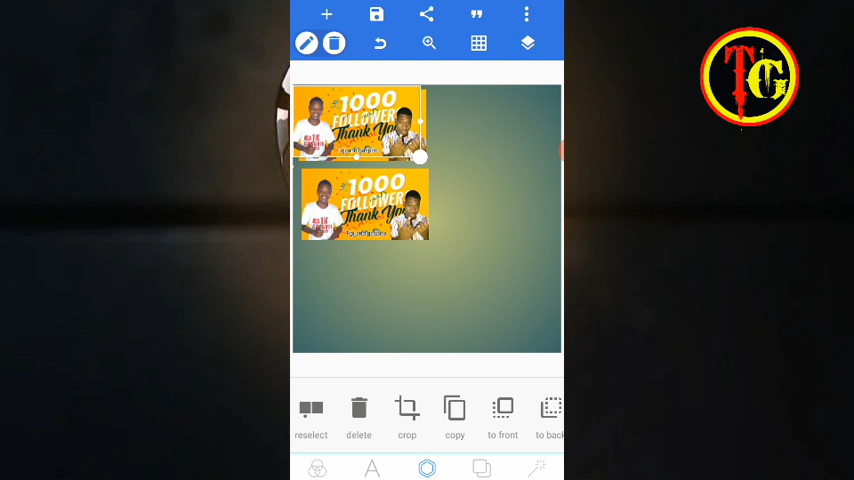 TG
1000
FOLLOWER
Thank You
1000
FOLLOWER
Thank You
reselect
delete
crop
copy
to front
to back